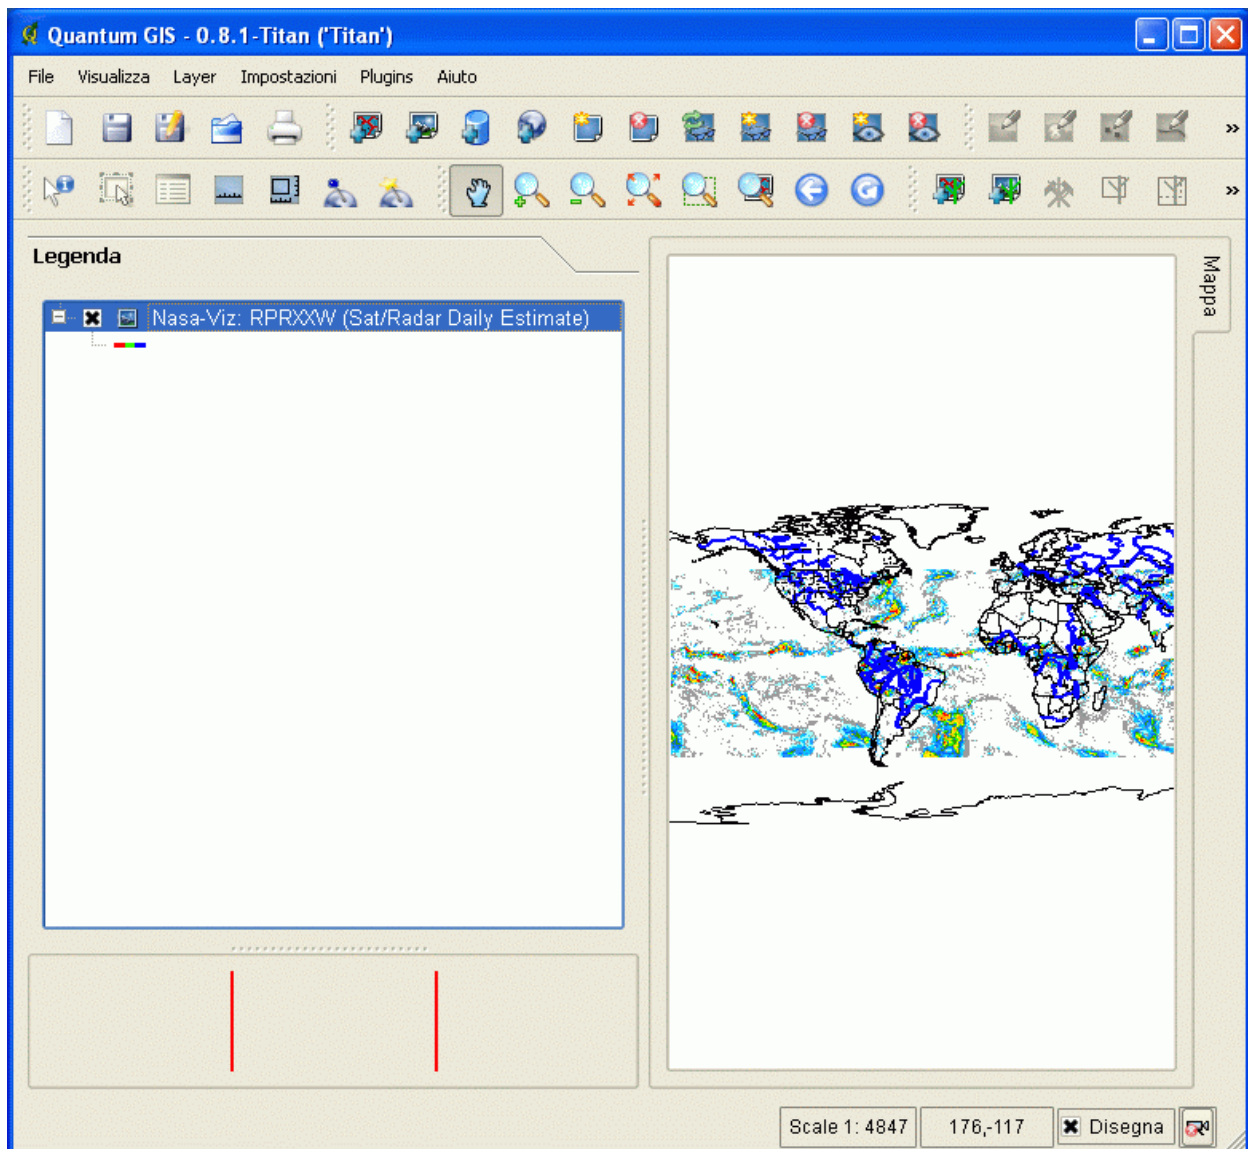 Quantum GIS - 0.8.1-Titan ('Titan')
File Visualizza Layer Impostazioni Plugins Aiuto
Legenda
Nasa-Viz: RPRXXW (Sat/Radar Daily Estimate)
Mappa
Scale 1: 4847
176,-117
Disegna